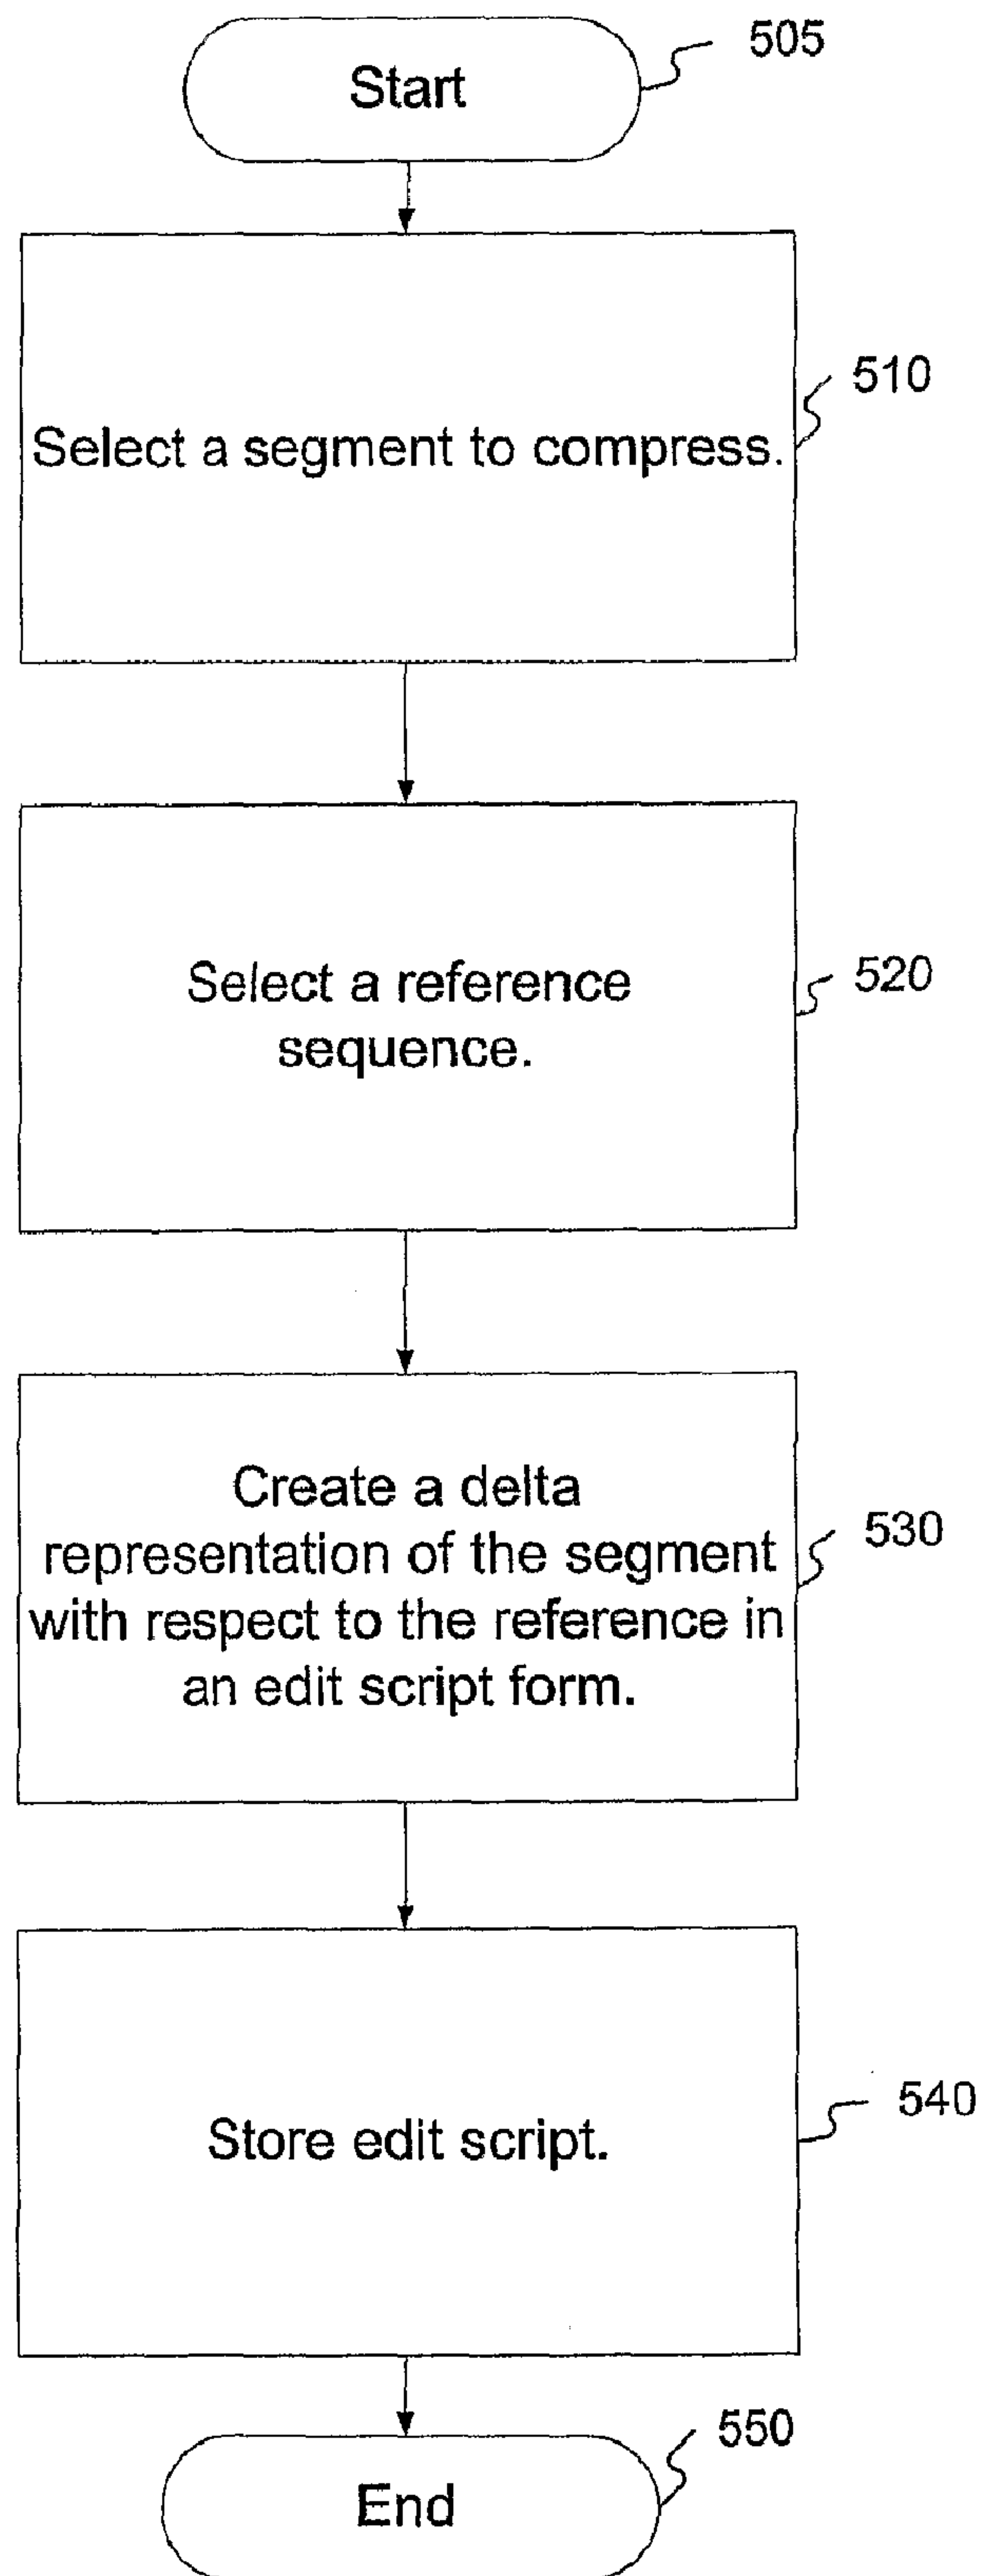 Start
505
510
Select a segment to compress.
520
Select a reference
sequence.
Create a delta
530
representation of the segment
with respect to the reference in
an edit script form.
540
Store edit script.
550
End